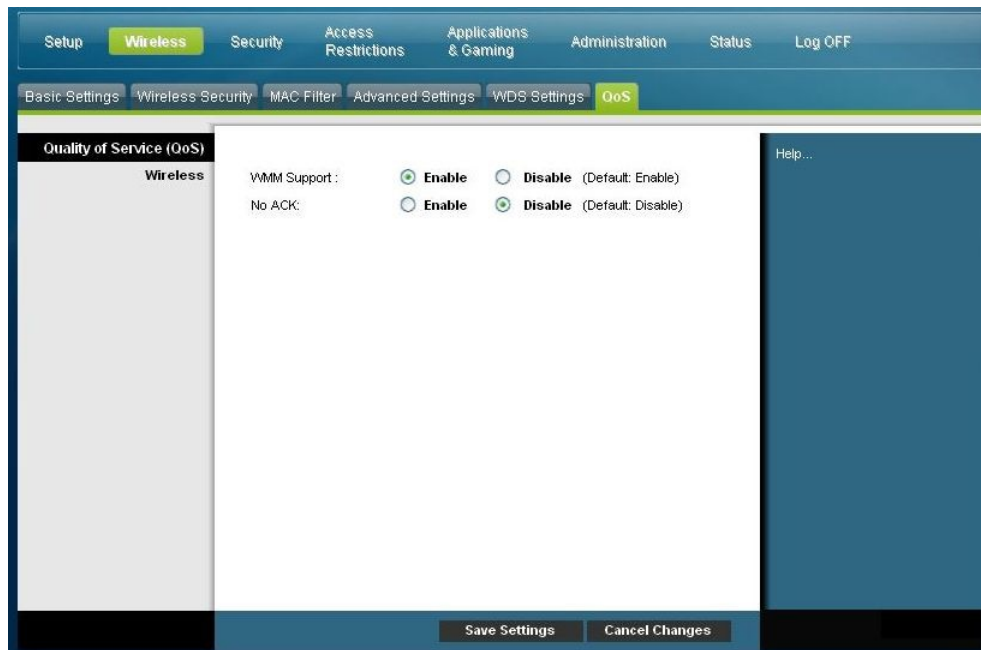 Setup Wireless Security Access Restrictions Applications & Gaming Administration Status Log OFF
Basic Settings Wireless Security MAC Filter Advanced Settings WDS Settings QoS
Quality of Service (QoS)
Help...
Wireless
WMM Support : Enable Disable (Default: Enable)
No ACK: Enable Disable (Default: Disable)
Save Settings Cancel Changes